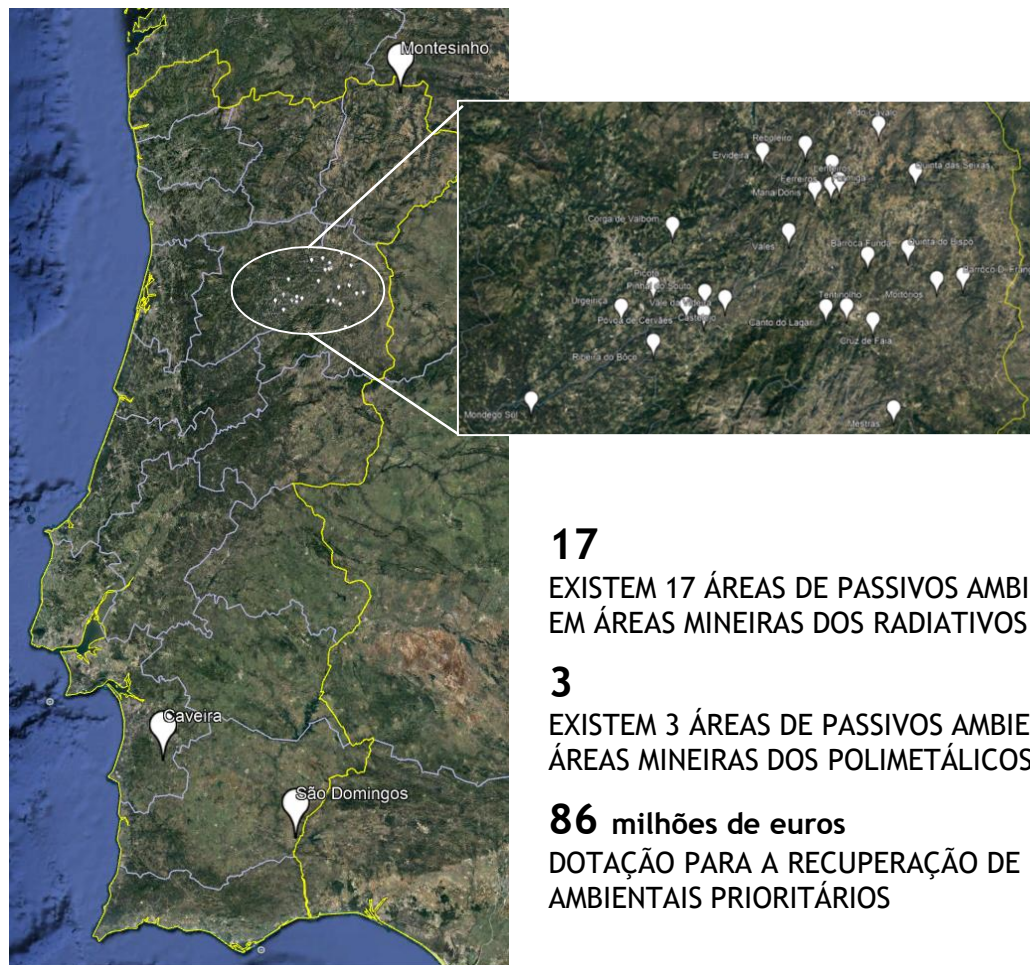 Montesinho
Caveira
São Domingos
Recoleiro
Ervideira
Quinta das Seixas
Ferreiros
Maria Dónis
Corga de Valbom
Vales
Barroca Funda
Quinta do Bispo
Picoto
Pinhal do Souto
Urgeiriça
Póvoa de Cervães
Castelejo
Tentinolho
Mortórios
Canto do Lagar
Cruz de Faia
Ribeira do Bôco
Mondego Sul
Mestras
17
EXISTEM 17 ÁREAS DE PASSIVOS AMBI
EM ÁREAS MINEIRAS DOS RADIATIVOS
3
EXISTEM 3 ÁREAS DE PASSIVOS AMBIE
ÁREAS MINEIRAS DOS POLIMETÁLICOS
86 milhões de euros
DOTAÇÃO PARA A RECUPERAÇÃO DE
AMBIENTAIS PRIORITÁRIOS